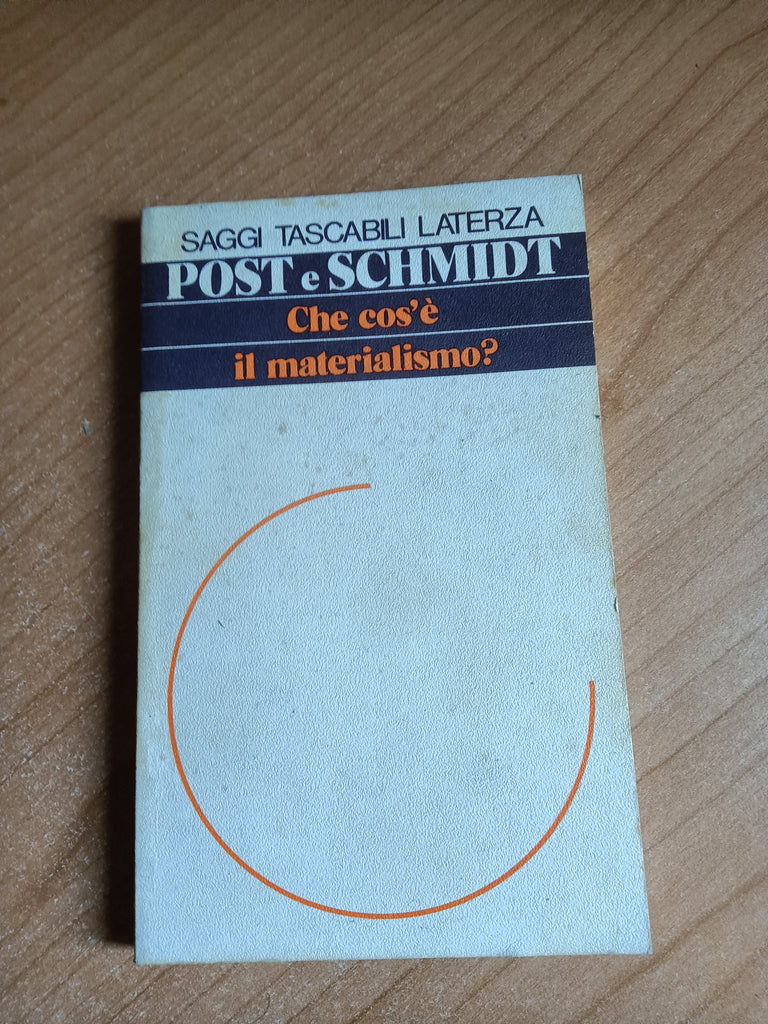 SAGGI TASCABILI LATERZA
POST e SCHMIDT
Che cos'è
il materialismo?